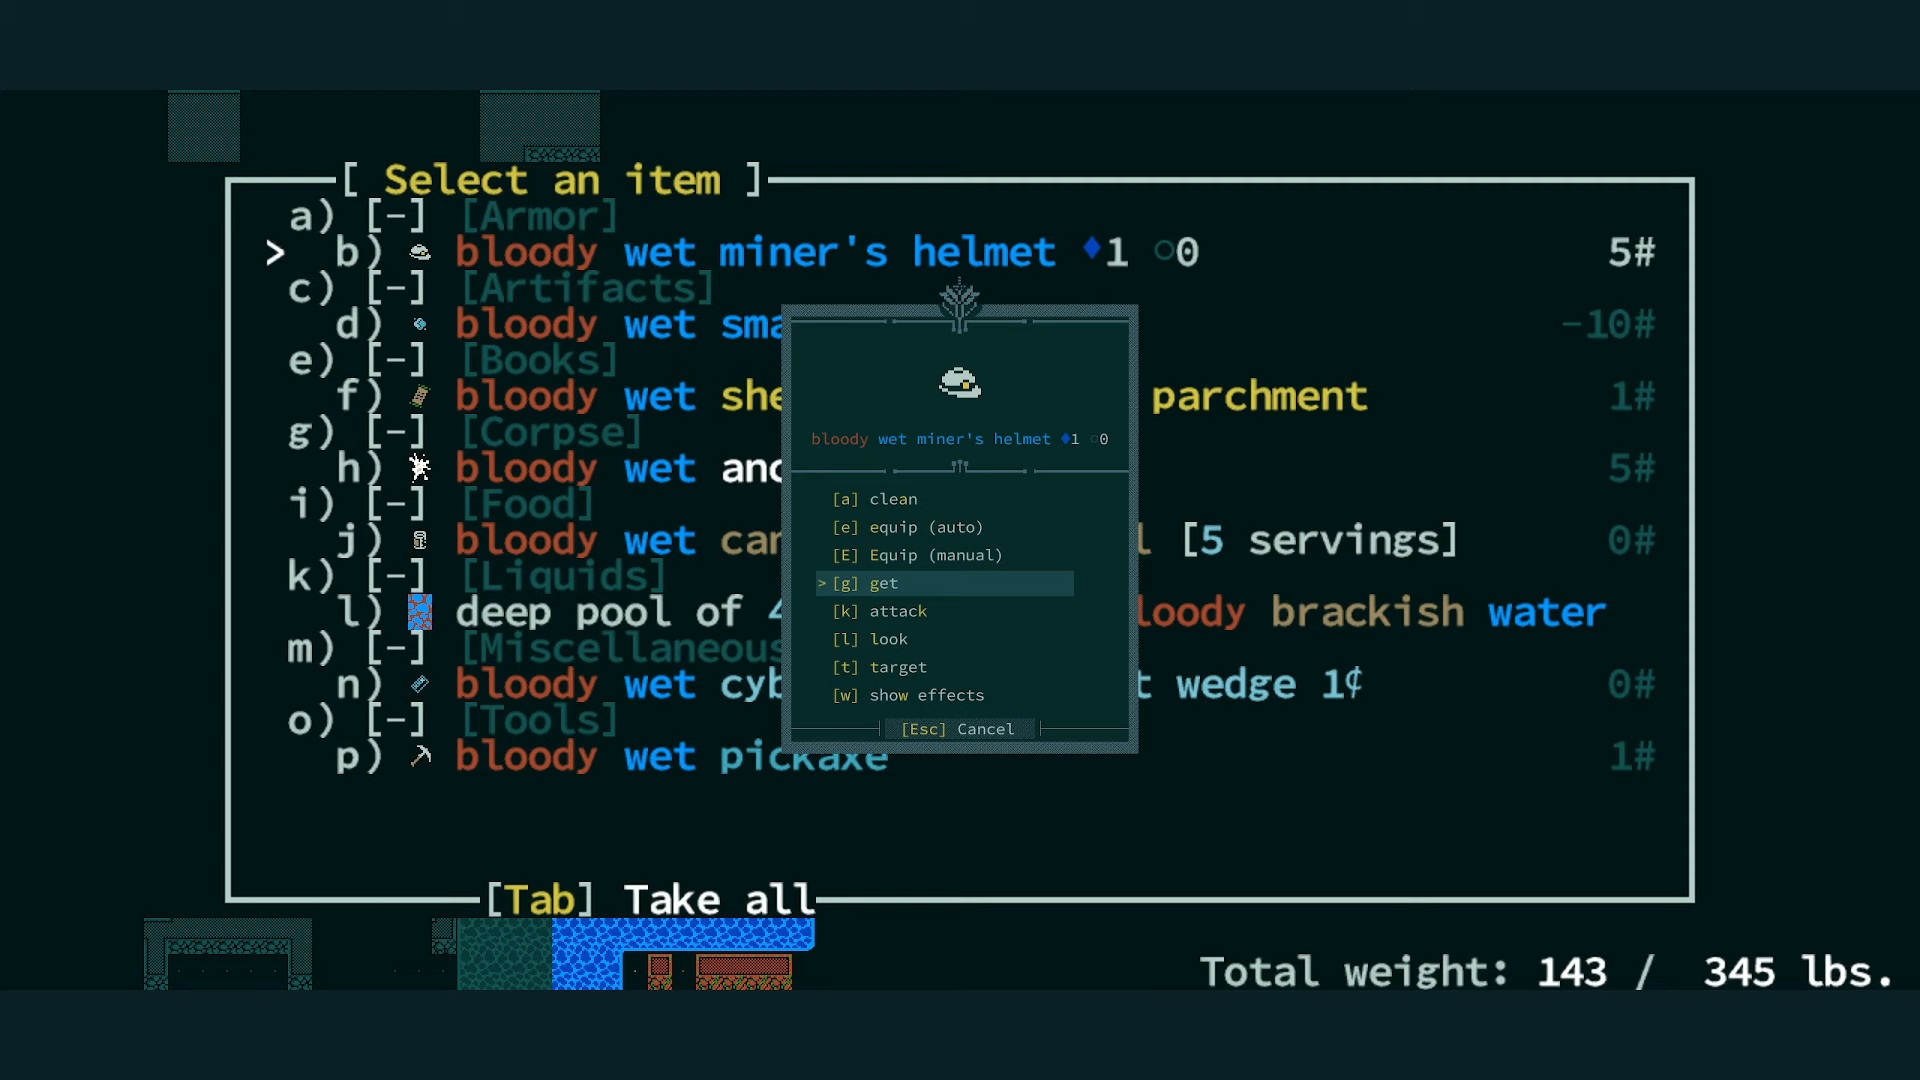 [ Select an item ]
a) [-] [Armor]
> b) bloody wet miner's helmet ♦1 ○0 5#
c) [-] [Artifacts]
d) bloody wet sma -10#
e) [-] [Books]
f) bloody wet she parchment 1#
g) [-] [Corpse]
h) bloody wet anc 5#
i) [-] [Food]
j) bloody wet can l [5 servings] 0#
k) [-] [Liquids]
l) deep pool of 4 loody brackish water
m) [-] [Miscellaneous
n) bloody wet cyb t wedge 1¢ 0#
o) [-] [Tools]
p) bloody wet pickaxe 1#
bloody wet miner's helmet ♦1 ○0
[a] clean
[e] equip (auto)
[E] Equip (manual)
> [g] get
[k] attack
[l] look
[t] target
[w] show effects
[Esc] Cancel
[Tab] Take all
Total weight: 143 / 345 lbs.